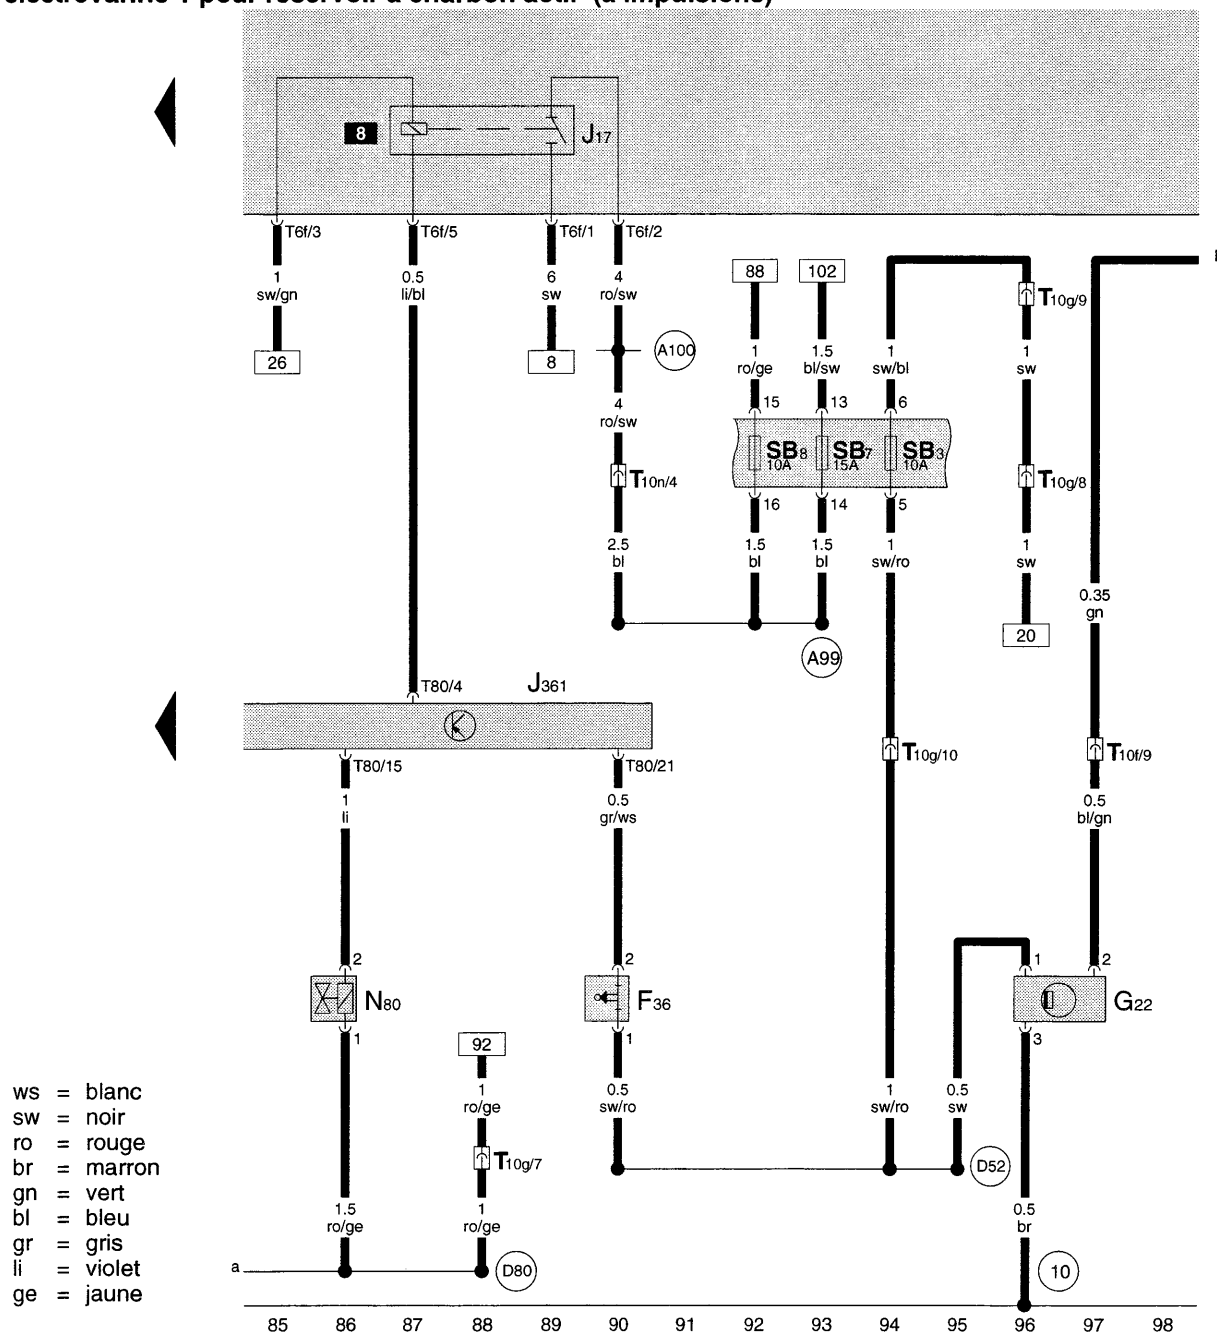 électrovanne 1 pour réservoir à charbon actif (à impulsions)
8
J17
T6f/3 T6f/5 T6f/1 T6f/2
1 0.5 6 4
sw/gn li/bl sw ro/sw
88 102
T10g/9
26 8 A100
1 1.5 1 1
ro/ge bl/sw sw/bl sw
4
ro/sw
15 13 6
SB8 SB7 SB3
10A 15A 10A
T10n/4 T10g/8
16 14 5
2.5 1.5 1.5 1 1
bl bl bl sw/ro sw
0.35
gn
20
A99
T80/4 J361
T80/15 T80/21 T10g/10 T10f/9
1 0.5 0.5
li gr/ws bl/gn
2 2 1 2
N80 F36 G22
1 1 3
92
1 0.5 1 0.5
ro/ge sw/ro sw/ro sw
T10g/7
D52
1.5 1 0.5
ro/ge ro/ge br
a D80 10
ws = blanc
sw = noir
ro = rouge
br = marron
gn = vert
bl = bleu
gr = gris
li = violet
ge = jaune
85 86 87 88 89 90 91 92 93 94 95 96 97 98